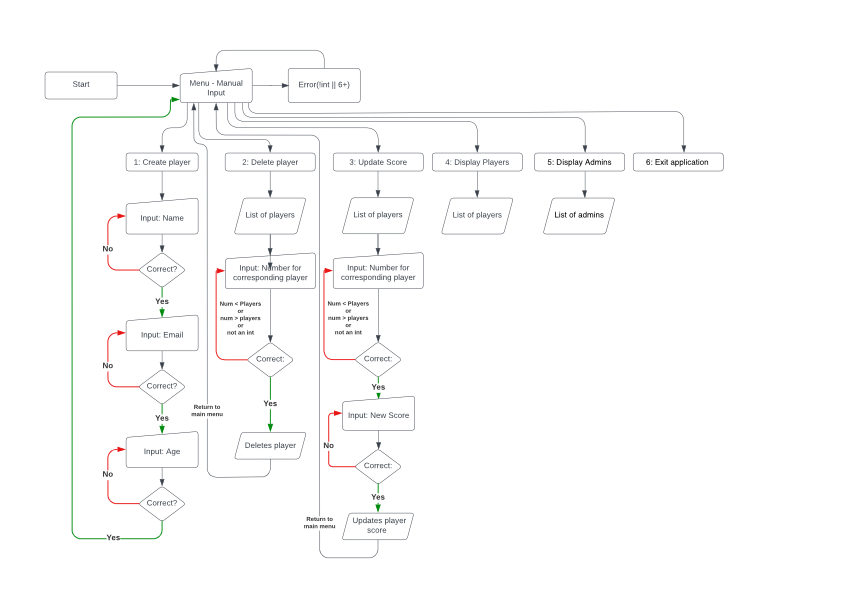 Start
Menu - Manual
Input
Error(!int || 6+)
1: Create player
2: Delete player
3: Update Score
4: Display Players
5: Display Admins
6: Exit application
Input: Name
No
Correct?
Yes
Input: Email
No
Correct?
Yes
Input: Age
No
Correct?
Yes
List of players
Input: Number for
corresponding player
Num < Players
or
num > players
or
not an int
Correct:
Yes
Deletes player
Return to
main menu
List of players
Input: Number for
corresponding player
Num < Players
or
num > players
or
not an int
Correct:
Yes
Input: New Score
No
Correct:
Yes
Updates player
score
Return to
main menu
List of players
List of admins